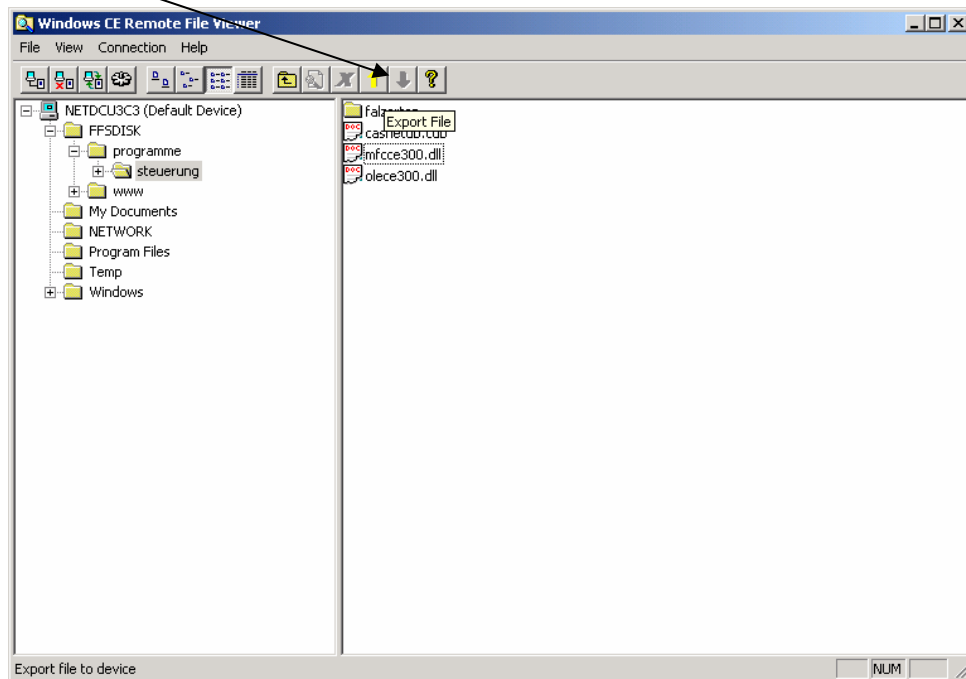 Windows CE Remote File Viewer
File View Connection Help
NETDCU3C3 (Default Device)
FFSDISK
programme
steuerung
www
My Documents
NETWORK
Program Files
Temp
Windows
Export File
mfcce300.dll
olece300.dll
Export file to device
NUM